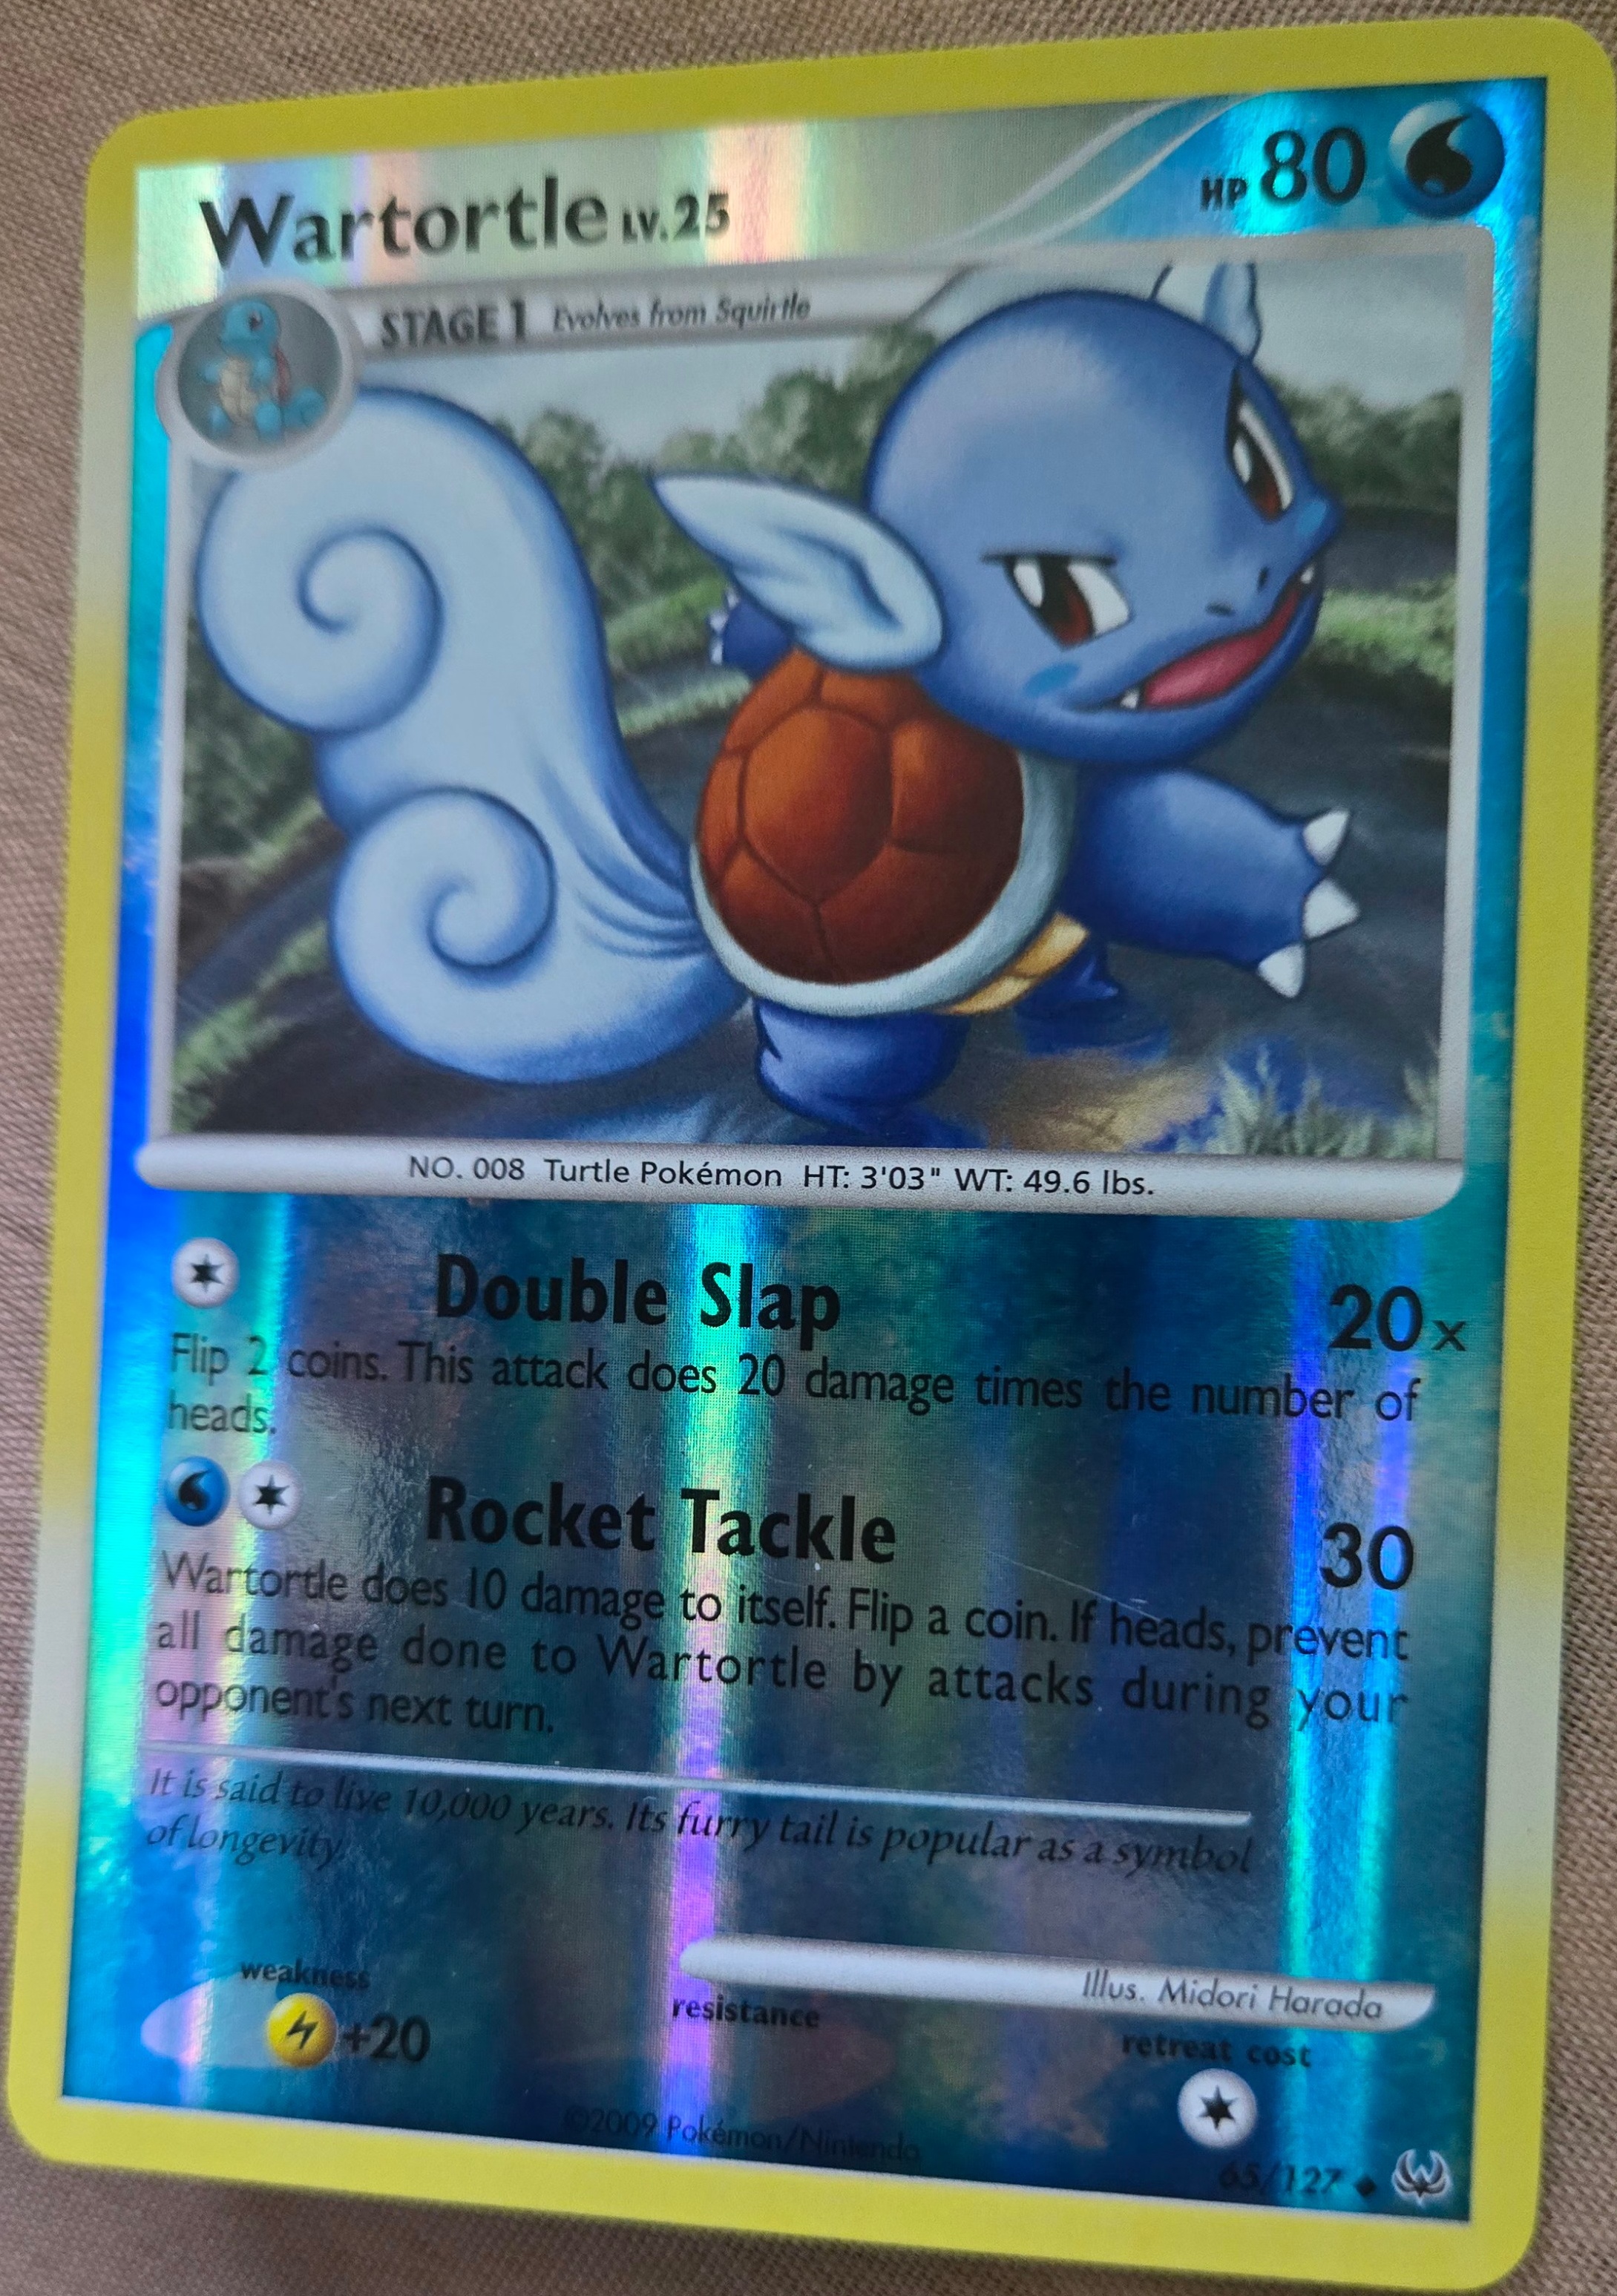 Wartortle LV.25
HP 80
STAGE 1 Evolves from Squirtle
NO. 008 Turtle Pokémon HT: 3'03" WT: 49.6 lbs.
Double Slap 20x
Flip 2 coins. This attack does 20 damage times the number of
heads.
Rocket Tackle 30
Wartortle does 10 damage to itself. Flip a coin. If heads, prevent
all damage done to Wartortle by attacks during your
opponent's next turn.
It is said to live 10,000 years. Its furry tail is popular as a symbol
of longevity.
Illus. Midori Harada
weakness resistance retreat cost
+20
©2009 Pokémon/Nintendo
65/127